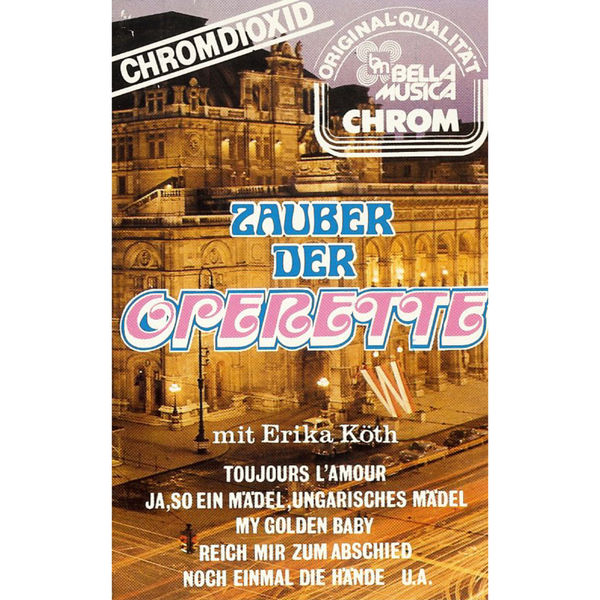 CHROMDIOXID
ORIGINAL-QUALITÄT
bm BELLA
MUSICA
CHROM
ZAUBER
DER
OPERETTE
W
mit Erika Köth
TOUJOURS L'AMOUR
JA,SO EIN MÄDEL,UNGARISCHES MÄDEL
MY GOLDEN BABY
REICH MIR ZUM ABSCHIED
NOCH EINMAL DIE HÄNDE U.A.